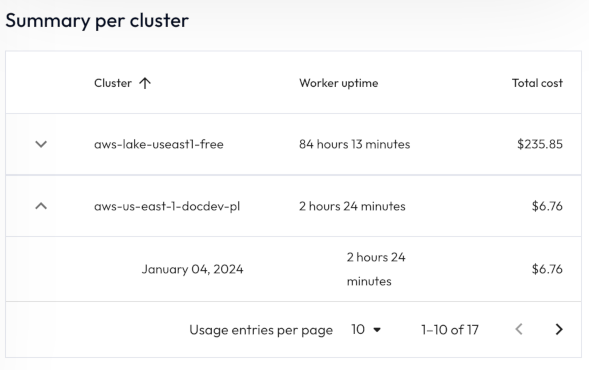 Summary per cluster
Cluster ↑ Worker uptime Total cost
aws-lake-useast1-free 84 hours 13 minutes $235.85
aws-us-east-1-docdev-pl 2 hours 24 minutes $6.76
January 04, 2024 2 hours 24 minutes $6.76
Usage entries per page 10 1–10 of 17